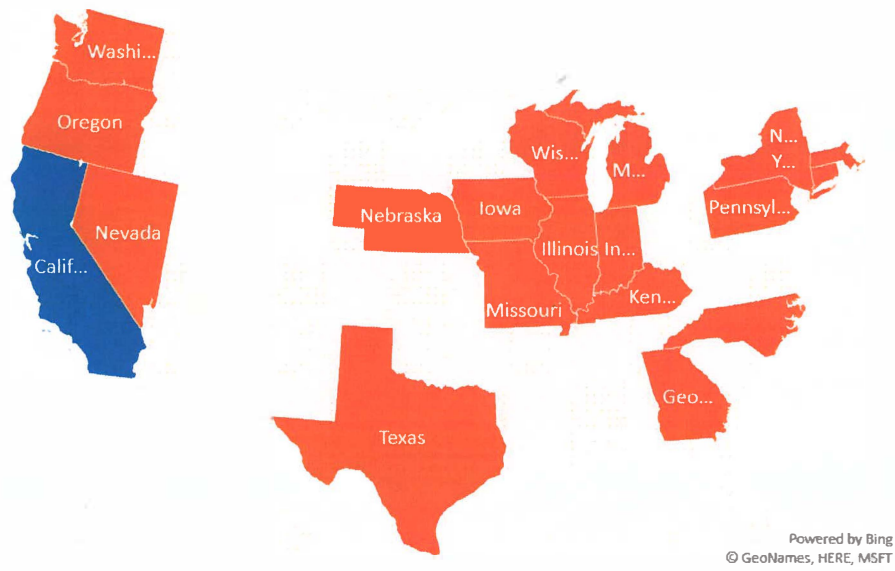 Washi...
Oregon
Calif...
Nevada
Nebraska
Iowa
Wis...
M...
Illinois
In...
Missouri
Ken...
N...
Y...
Pennsyl...
Geo...
Texas
Powered by Bing
© GeoNames, HERE, MSFT